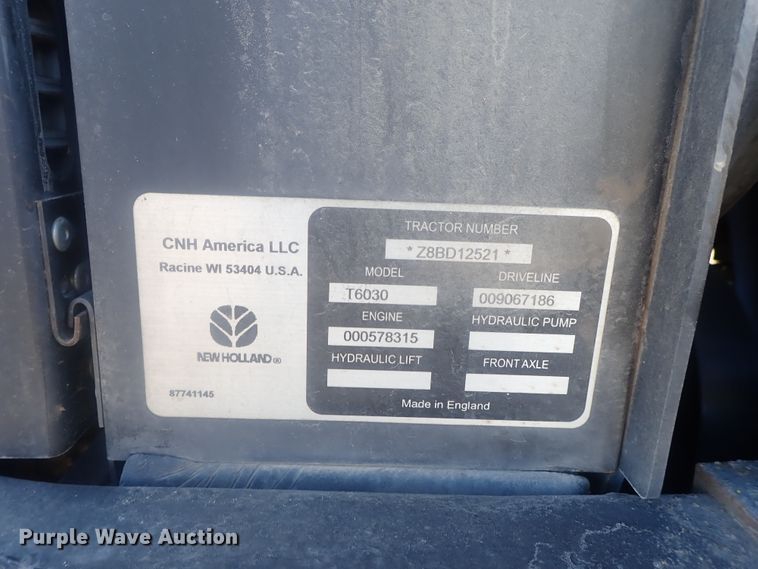 CNH America LLC
Racine WI 53404 U.S.A.
NEW HOLLAND ®
87741145
TRACTOR NUMBER
*Z8BD12521*
MODEL
T6030
DRIVELINE
009067186
ENGINE
000578315
HYDRAULIC PUMP
HYDRAULIC LIFT
FRONT AXLE
Made in England
Purple Wave Auction